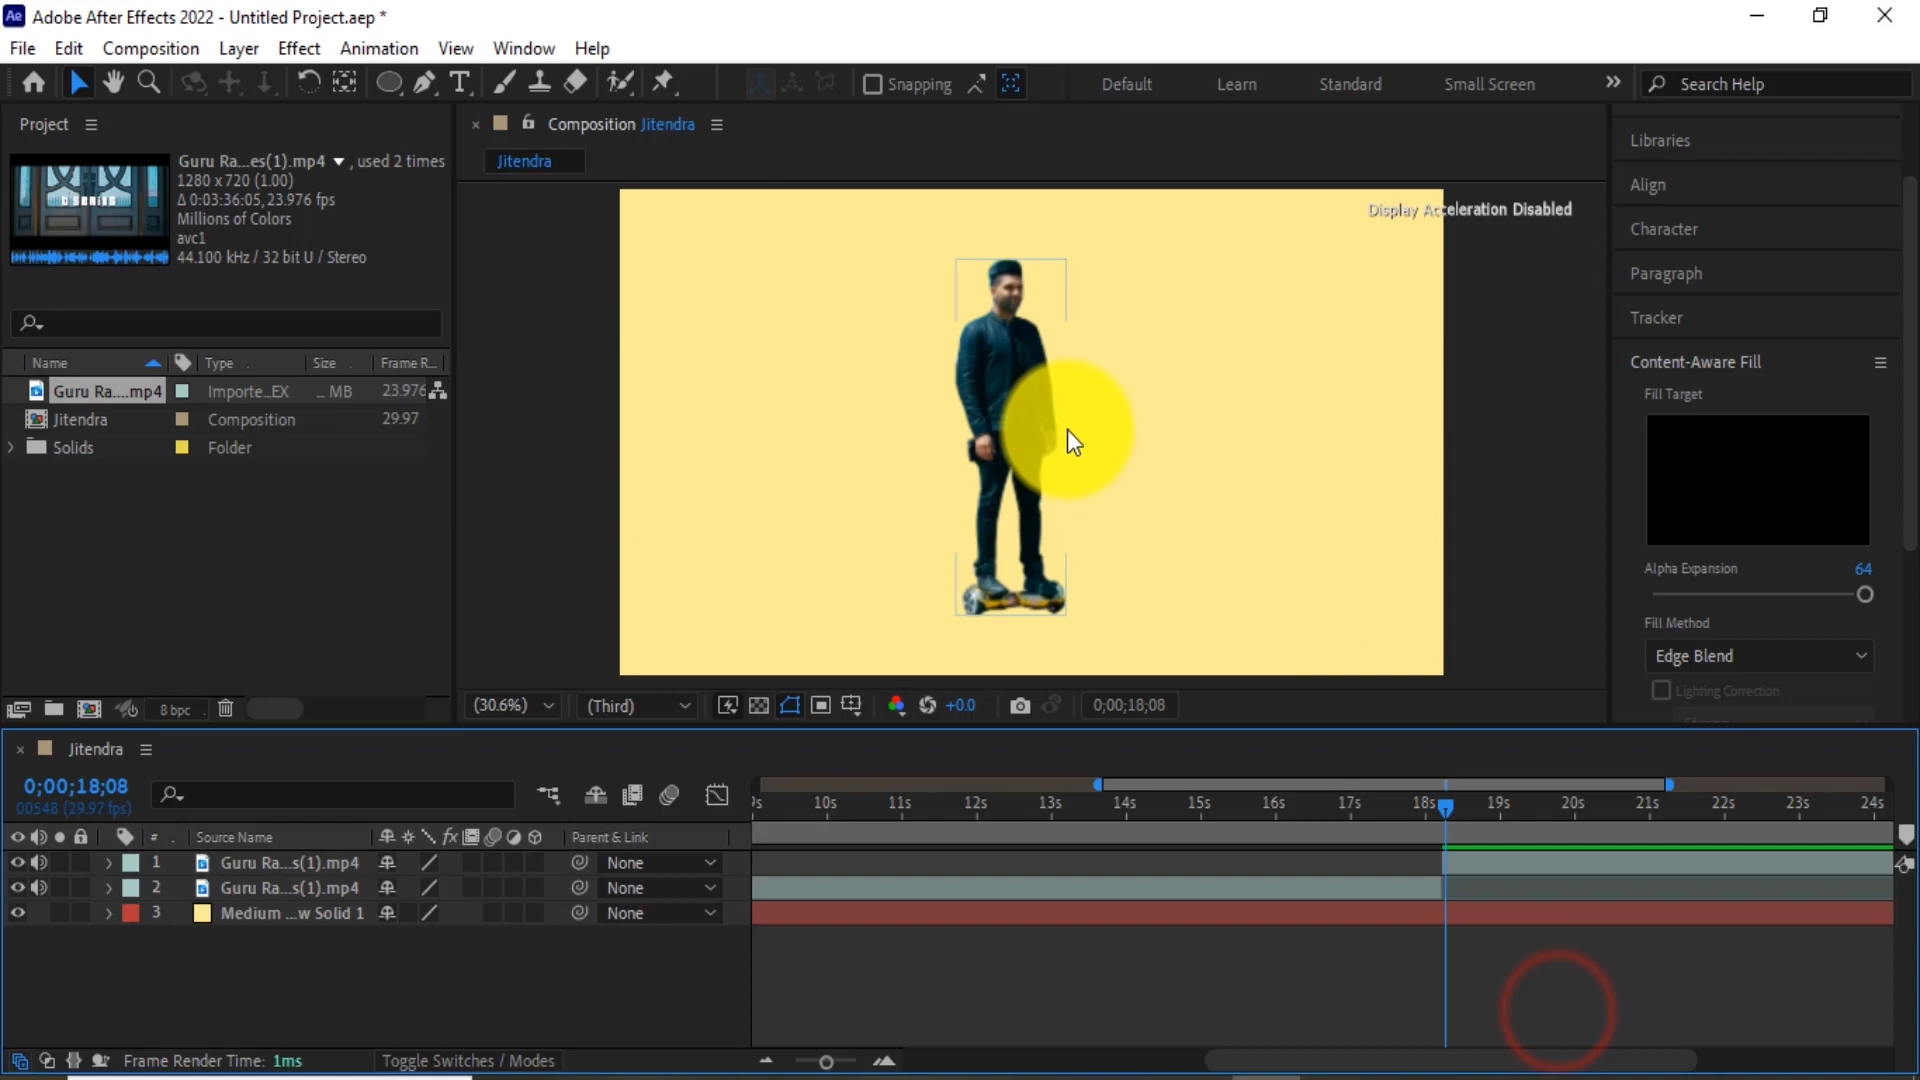 Ae Adobe After Effects 2022 - Untitled Project.aep *
File Edit Composition Layer Effect Animation View Window Help
T Snapping Default Learn Standard Small Screen Search Help
Project
Guru Ra...es(1).mp4 , used 2 times
1280 x 720 (1.00)
Δ 0:03:36:05, 23.976 fps
Millions of Colors
avc1
44.100 kHz / 32 bit U / Stereo
Name Type Size Frame R...
Guru Ra....mp4 Importe...EX ... MB 23.976
Jitendra Composition 29.97
Solids Folder
8 bpc
Composition Jitendra
Jitendra
Display Acceleration Disabled
(30.6%) (Third) +0.0 0;00;18;08
Libraries
Align
Character
Paragraph
Tracker
Content-Aware Fill
Fill Target
Alpha Expansion 64
Fill Method
Edge Blend
Lighting Correction
Jitendra
0;00;18;08
00548 (29.97 fps)
10s 11s 12s 13s 14s 15s 16s 17s 18s 19s 20s 21s 22s 23s 24s
# Source Name fx Parent & Link
1 Guru Ra...s(1).mp4 None
2 Guru Ra...s(1).mp4 None
3 Medium ...w Solid 1 None
Frame Render Time: 1ms Toggle Switches / Modes